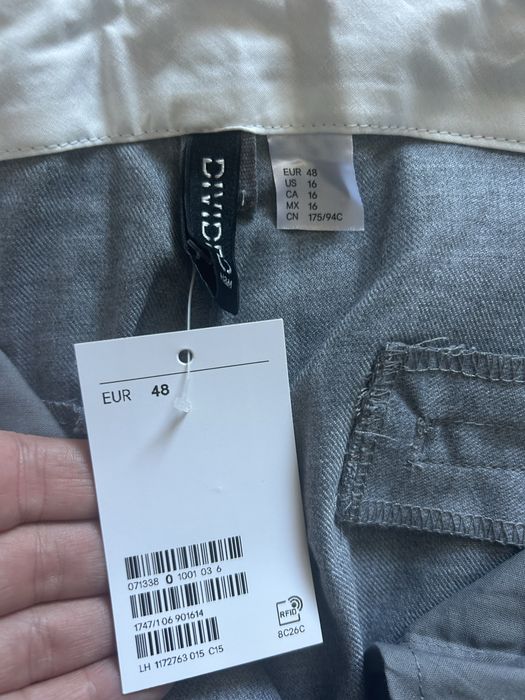 EUR 48
US 16
CA 16
MX 16
CN 175/94C
EUR 48
071338 0 1001 03 6
1747/1 06 901614
LH 1172763 015 C15
RFID
8C26C